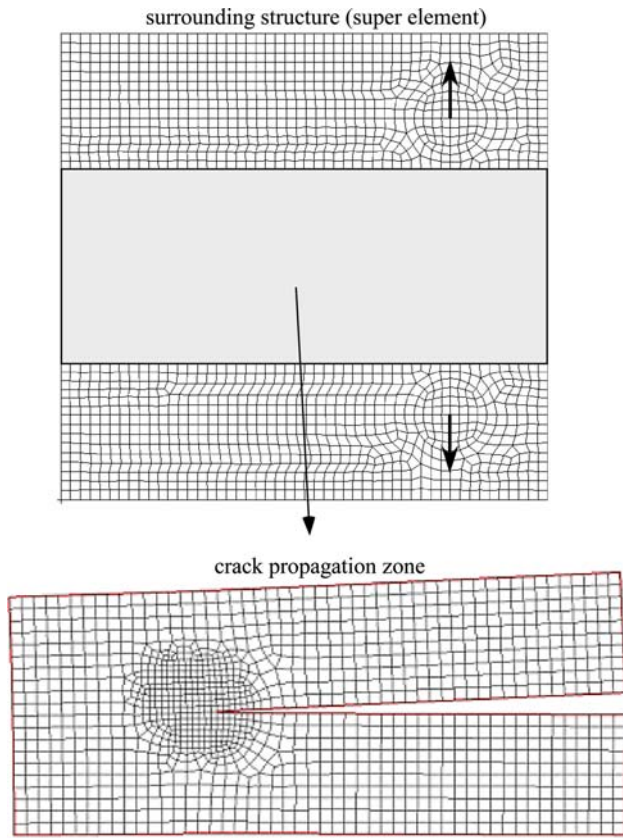 surrounding structure (super element)
crack propagation zone